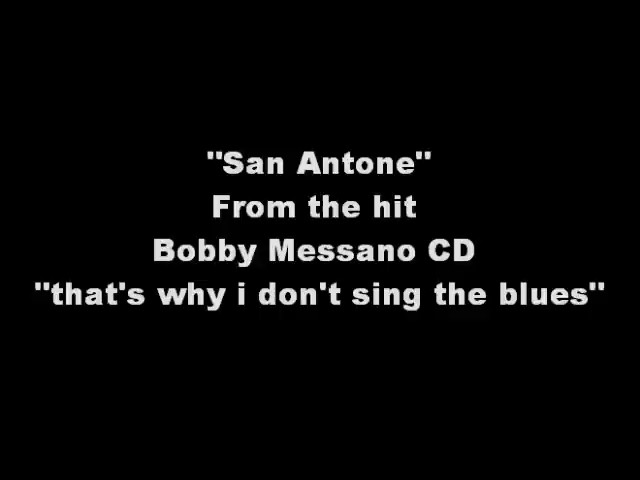 "San Antone"
From the hit
Bobby Messano CD
"that's why i don't sing the blues"